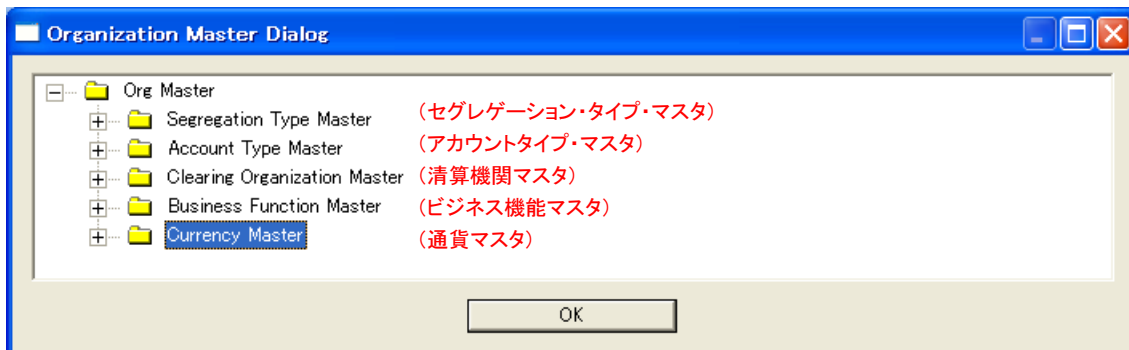 Organization Master Dialog
Org Master
Segregation Type Master (セグレゲーション・タイプ・マスタ)
Account Type Master (アカウントタイプ・マスタ)
Clearing Organization Master (清算機関マスタ)
Business Function Master (ビジネス機能マスタ)
Currency Master (通貨マスタ)
OK